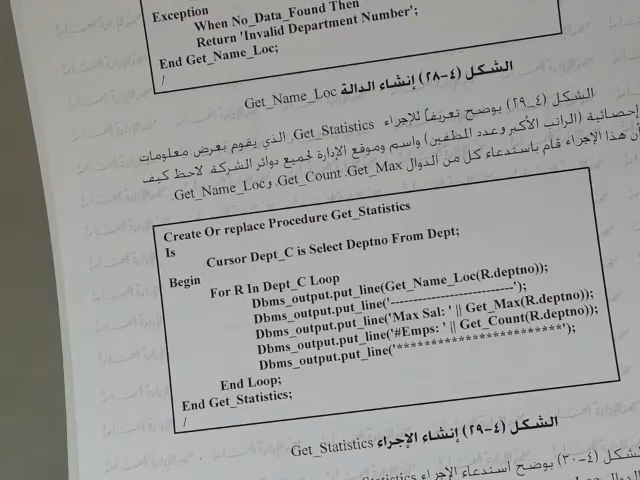 Exception
When No_Data_Found Then
Return 'Invalid Department Number';
End Get_Name_Loc;
/
الشكل (٤-٢٨) إنشاء الدالة Get_Name_Loc
الشكل (٤_٢٩) يوضح تعريفاً للإجراء Get_Statistics الذي يقوم بعرض معلومات
إحصائية (الراتب الأكبر وعدد المظفين) واسم وموقع الإدارة لجميع دوائر الشركة. لاحظ كيف
أن هذا الإجراء قام باستدعاء كل من الدوال Get_Max وGet_Count وGet_Name_Loc.
Create Or replace Procedure Get_Statistics
Is
Cursor Dept_C is Select Deptno From Dept;
Begin
For R In Dept_C Loop
Dbms_output.put_line(Get_Name_Loc(R.deptno));
Dbms_output.put_line('----------------------------');
Dbms_output.put_line('Max Sal: ' || Get_Max(R.deptno));
Dbms_output.put_line('#Emps: ' || Get_Count(R.deptno));
Dbms_output.put_line('*************************');
End Loop;
End Get_Statistics;
/
الشكل (٤-٢٩) إنشاء الإجراء Get_Statistics
الشكل (٤-٣٠) يوضح استدعاء الإجراء